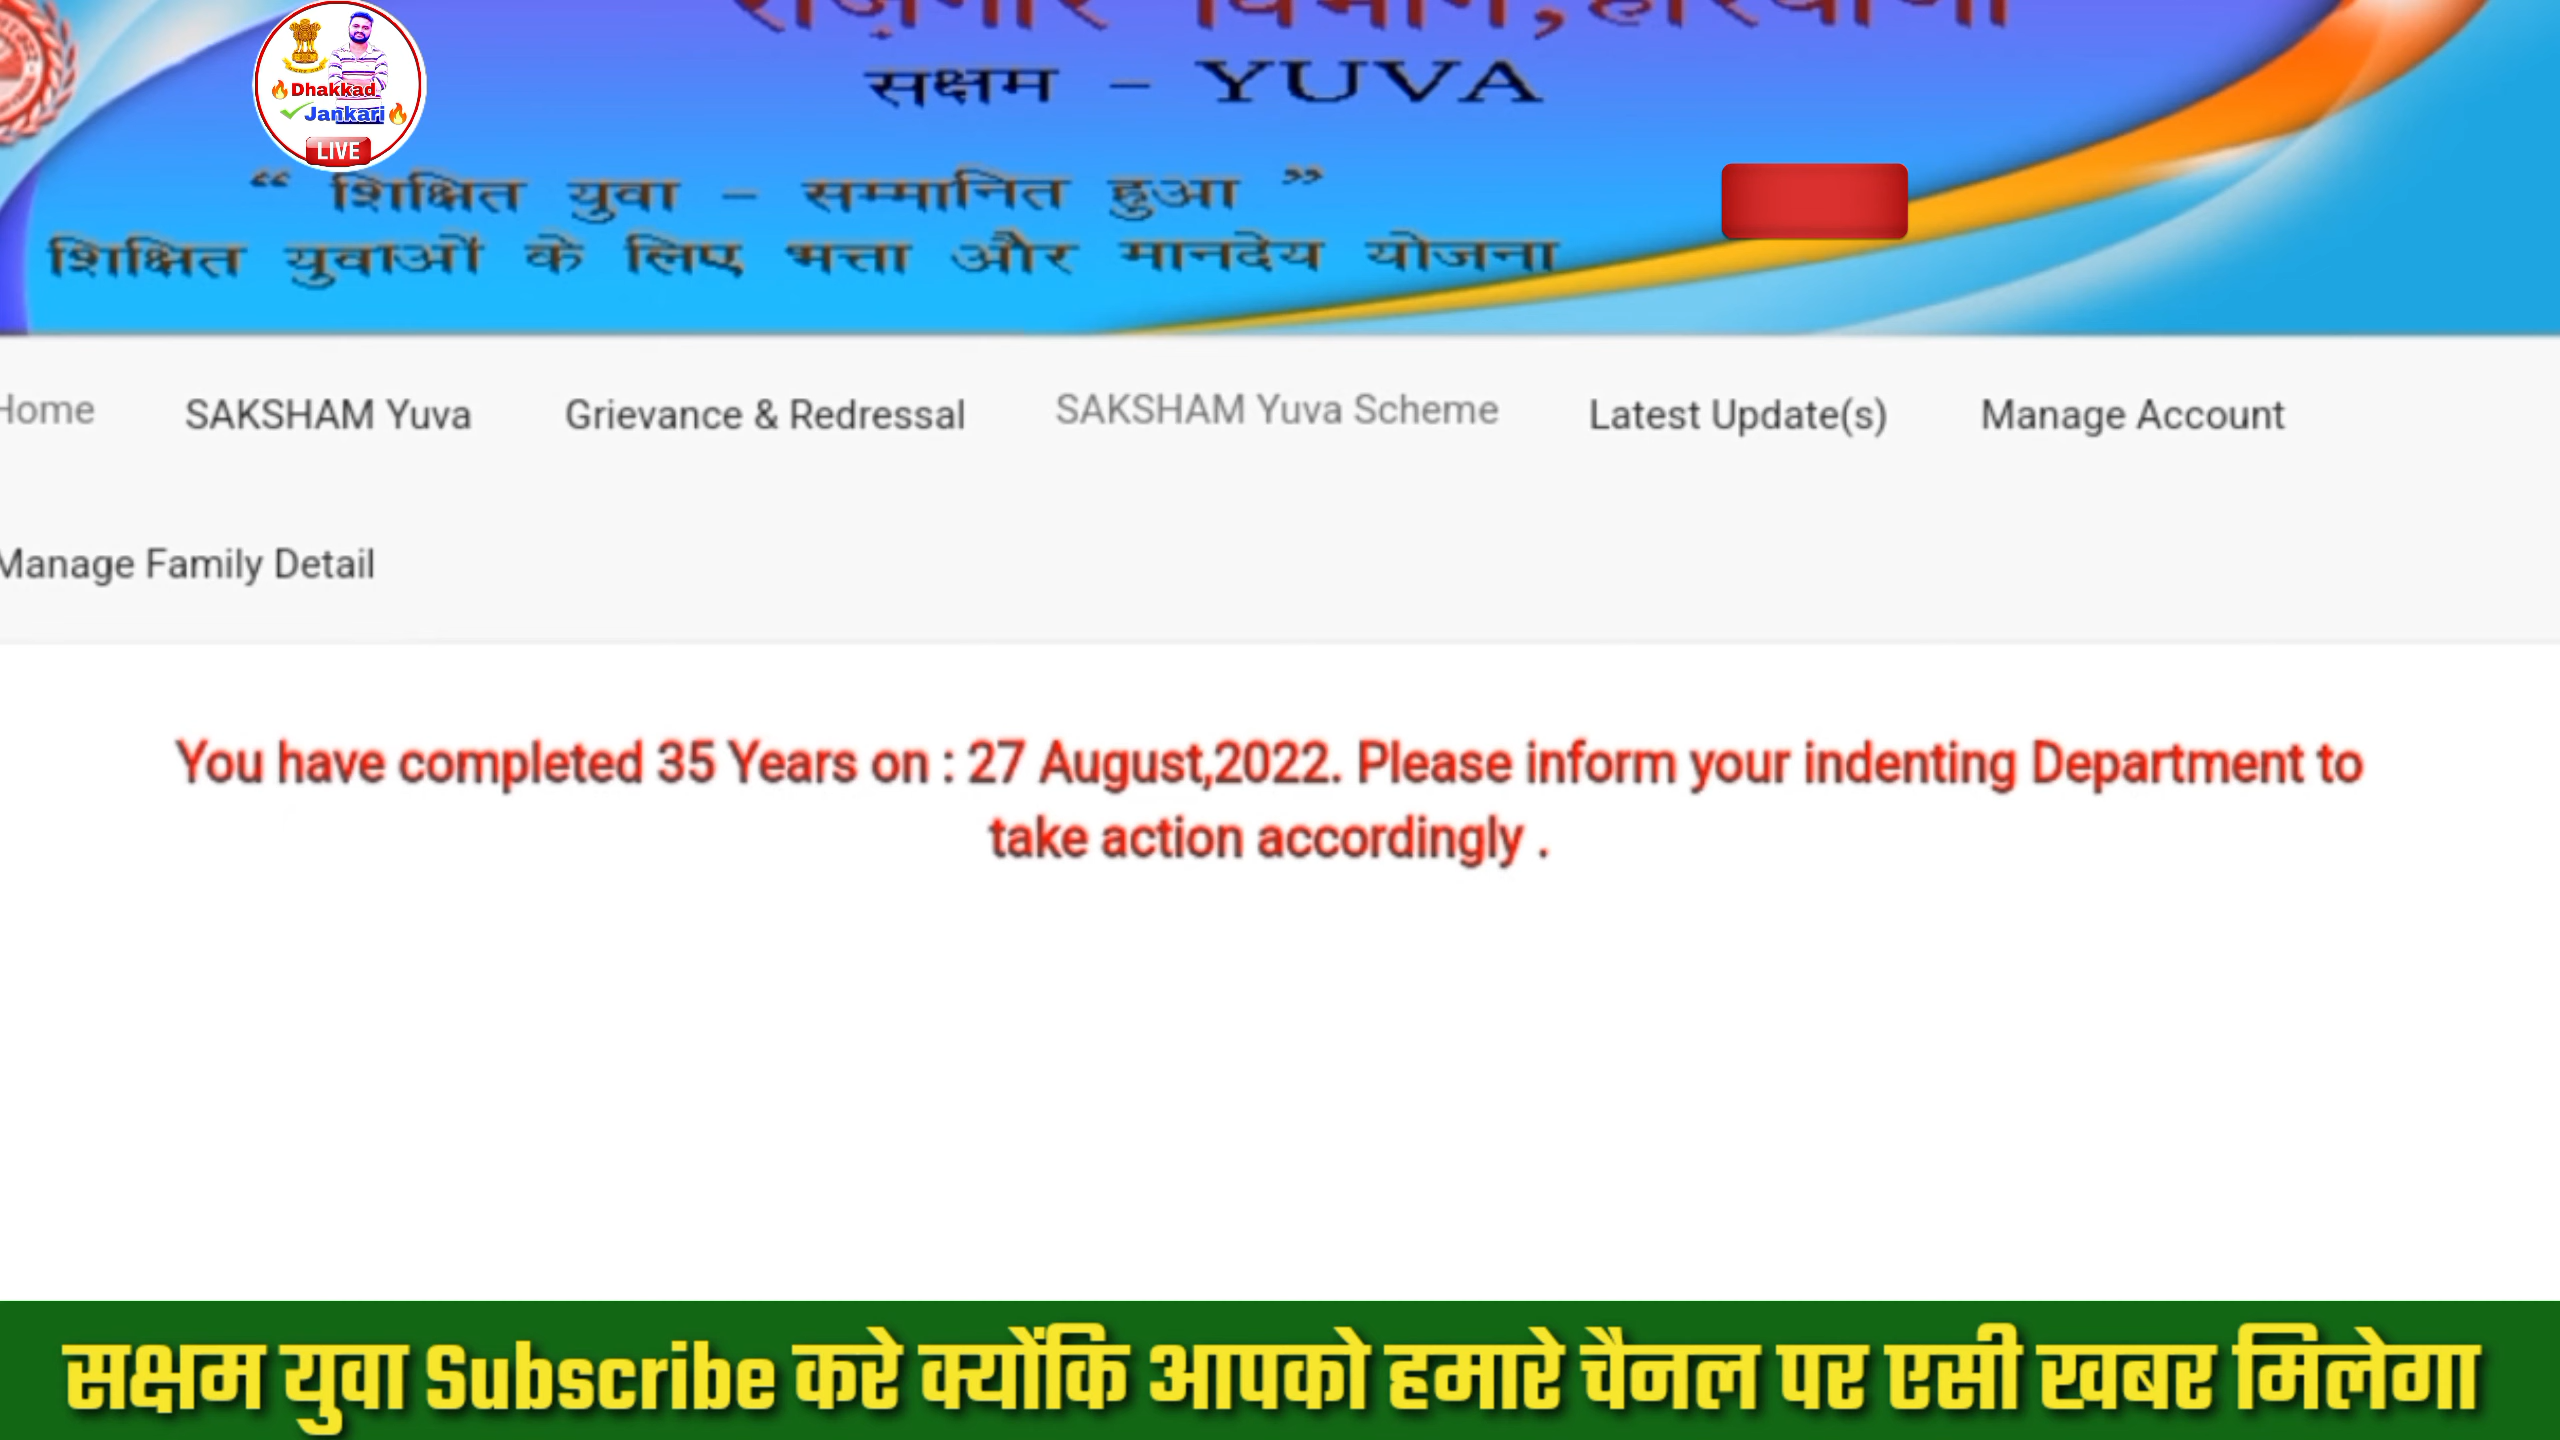 रोज़गार विभाग,हरियाणा
सक्षम – YUVA
Dhakkad
Jankari
LIVE
“ शिक्षित युवा – सम्मानित हुआ ”
शिक्षित युवाओं के लिए भत्ता और मानदेय योजना
Home SAKSHAM Yuva Grievance & Redressal SAKSHAM Yuva Scheme Latest Update(s) Manage Account
Manage Family Detail
You have completed 35 Years on : 27 August,2022. Please inform your indenting Department to
take action accordingly .
सक्षम युवा Subscribe करे क्योंकि आपको हमारे चैनल पर एसी खबर मिलेगा